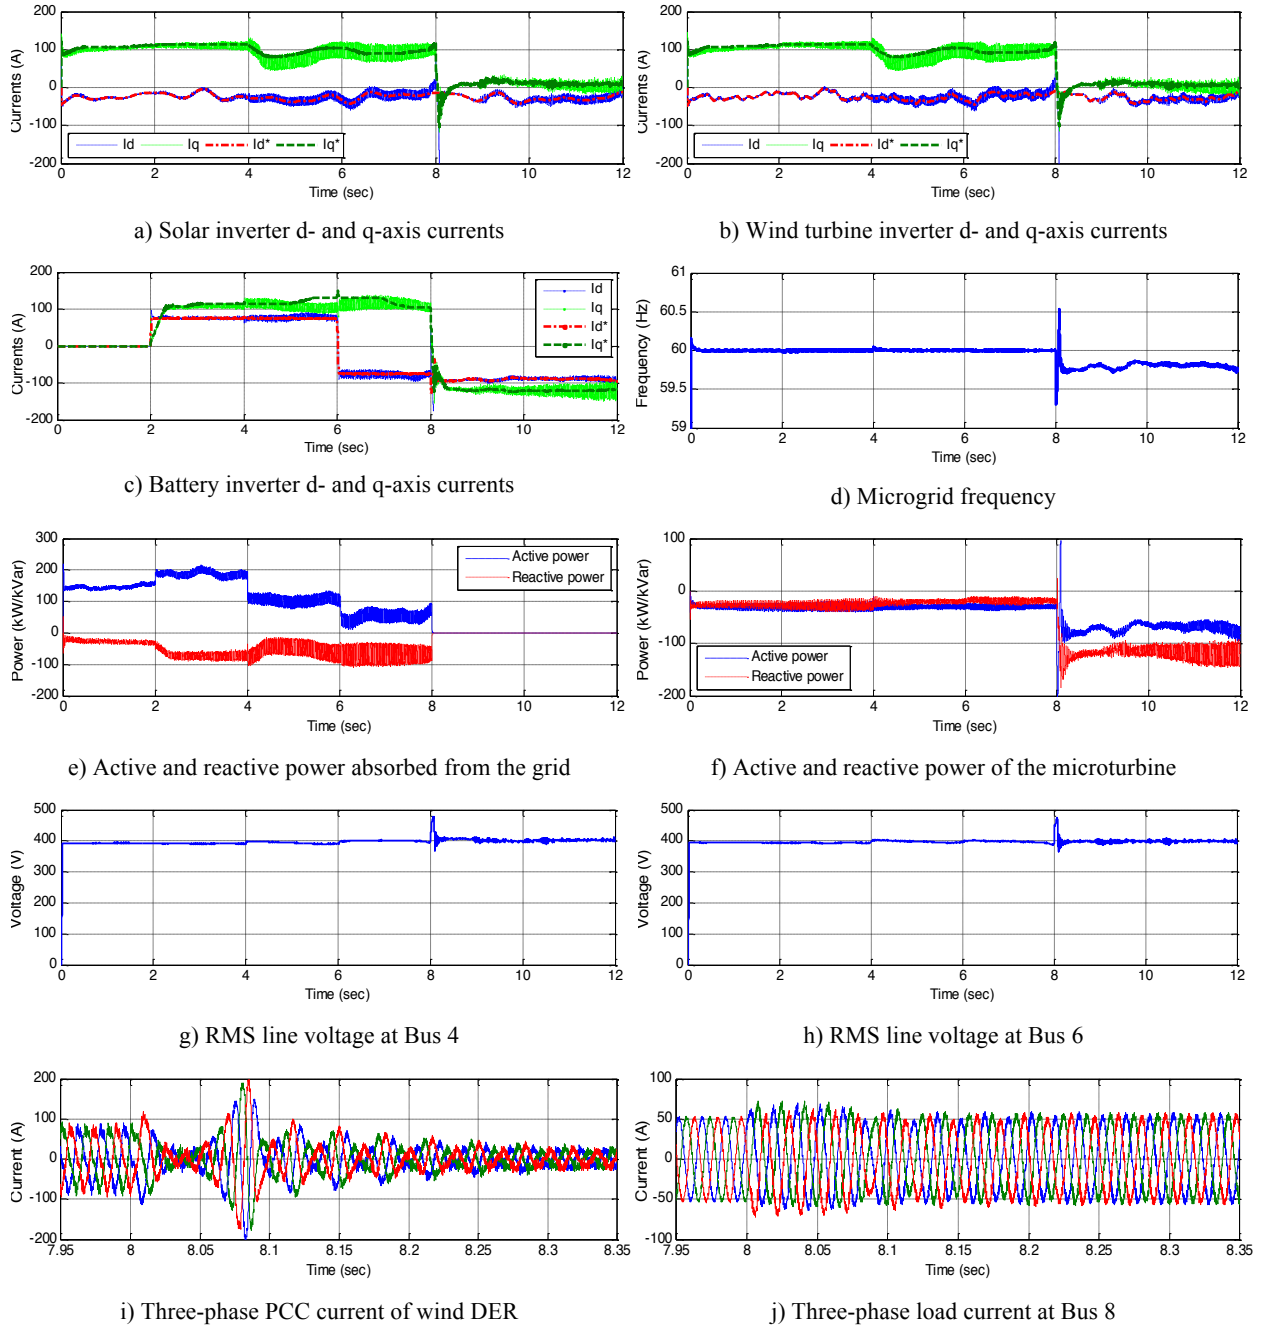 200
100
0
-100
-200
Currents (A)
Id Iq Id* Iq*
0 2 4 6 8 10 12
Time (sec)
a) Solar inverter d- and q-axis currents
200
100
0
-100
-200
Currents (A)
Id Iq Id* Iq*
0 2 4 6 8 10 12
Time (sec)
b) Wind turbine inverter d- and q-axis currents
200
100
0
-100
-200
Currents (A)
Id
Iq
Id*
Iq*
0 2 4 6 8 10 12
Time (sec)
c) Battery inverter d- and q-axis currents
61
60.5
60
59.5
59
Frequency (Hz)
0 2 4 6 8 10 12
Time (sec)
d) Microgrid frequency
300
200
100
0
-100
-200
Power (kW/kVar)
Active power
Reactive power
0 2 4 6 8 10 12
Time (sec)
e) Active and reactive power absorbed from the grid
100
0
-100
-200
Power (kW/kVar)
Active power
Reactive power
0 2 4 6 8 10 12
Time (sec)
f) Active and reactive power of the microturbine
500
400
300
200
100
0
Voltage (V)
0 2 4 6 8 10 12
Time (sec)
g) RMS line voltage at Bus 4
500
400
300
200
100
0
Voltage (V)
0 2 4 6 8 10 12
Time (sec)
h) RMS line voltage at Bus 6
200
100
0
-100
-200
Current (A)
7.95 8 8.05 8.1 8.15 8.2 8.25 8.3 8.35
Time (sec)
i) Three-phase PCC current of wind DER
100
50
0
-50
-100
Current (A)
7.95 8 8.05 8.1 8.15 8.2 8.25 8.3 8.35
Time (sec)
j) Three-phase load current at Bus 8